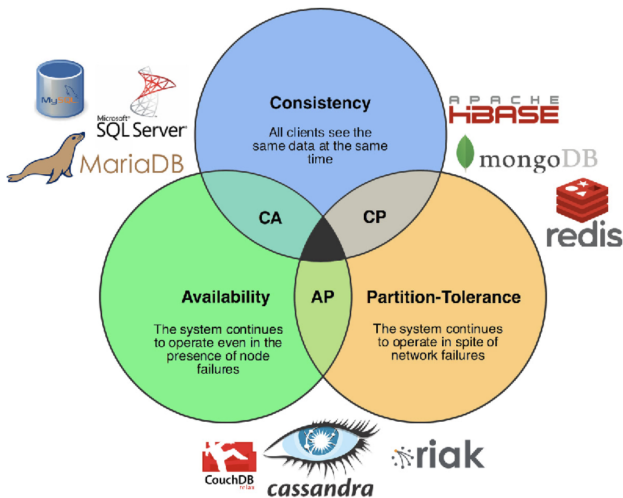 MySQL
Microsoft®
SQL Server®
MariaDB
Consistency
All clients see the
same data at the same
time
APACHE
HBASE
mongoDB
redis
CA
CP
Availability
The system continues
to operate even in the
presence of node
failures
AP
Partition-Tolerance
The system continues
to operate in spite of
network failures
CouchDB
cassandra
riak